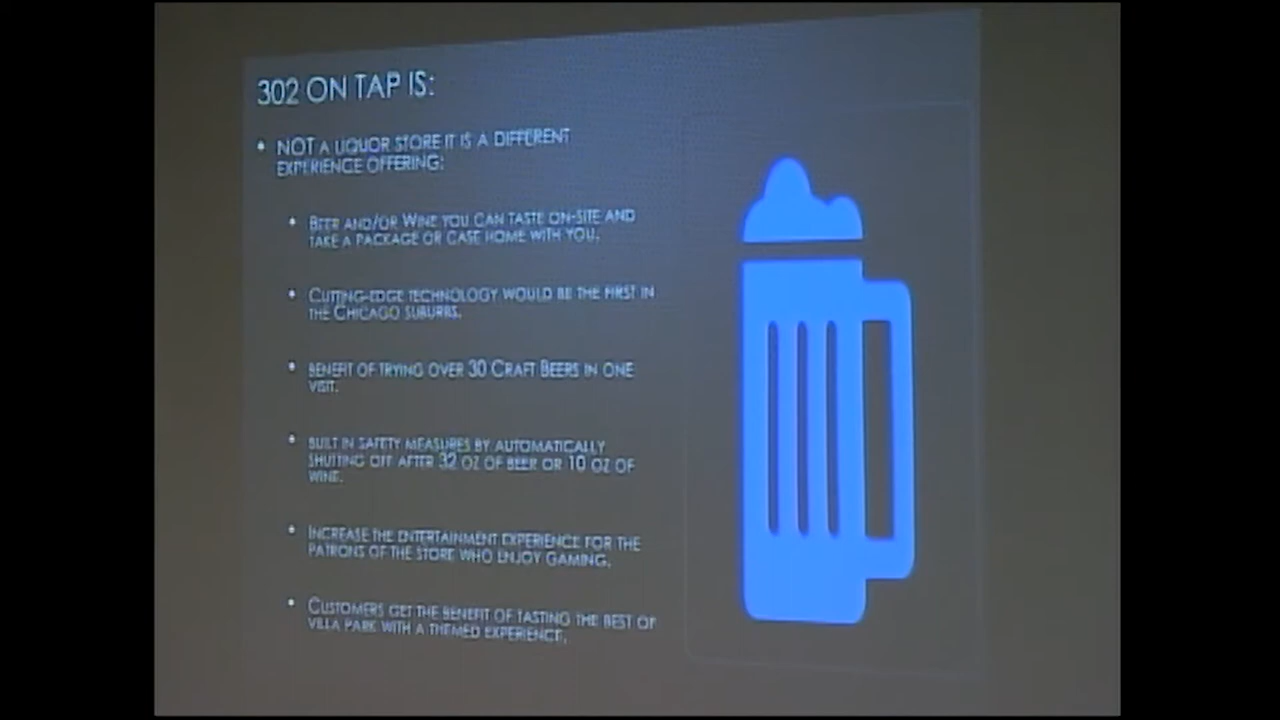 302 ON TAP IS:
• NOT A LIQUOR STORE IT IS A DIFFERENT
EXPERIENCE OFFERING:
• BEER AND/OR WINE YOU CAN TASTE ON-SITE AND
TAKE A PACKAGE OR CASE HOME WITH YOU.
• CUTTING-EDGE TECHNOLOGY WOULD BE THE FIRST IN
THE CHICAGO SUBURBS.
• BENEFIT OF TRYING OVER 30 CRAFT BEERS IN ONE
VISIT.
• BUILT IN SAFETY MEASURES BY AUTOMATICALLY
SHUTTING OFF AFTER 32 OZ OF BEER OR 10 OZ OF
WINE.
• INCREASE THE ENTERTAINMENT EXPERIENCE FOR THE
PATRONS OF THE STORE WHO ENJOY GAMING.
• CUSTOMERS GET THE BENEFIT OF TASTING THE BEST OF
VILLA PARK WITH A THEMED EXPERIENCE.